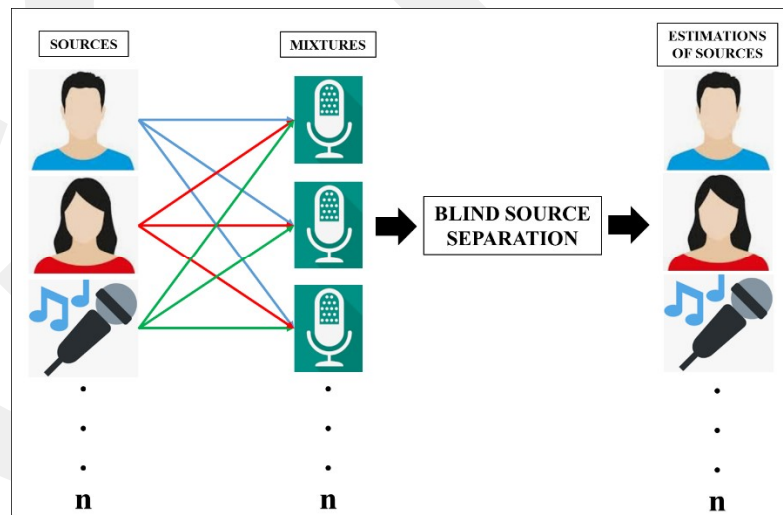 SOURCES
MIXTURES
ESTIMATIONS
OF SOURCES
BLIND SOURCE
SEPARATION
n
n
n